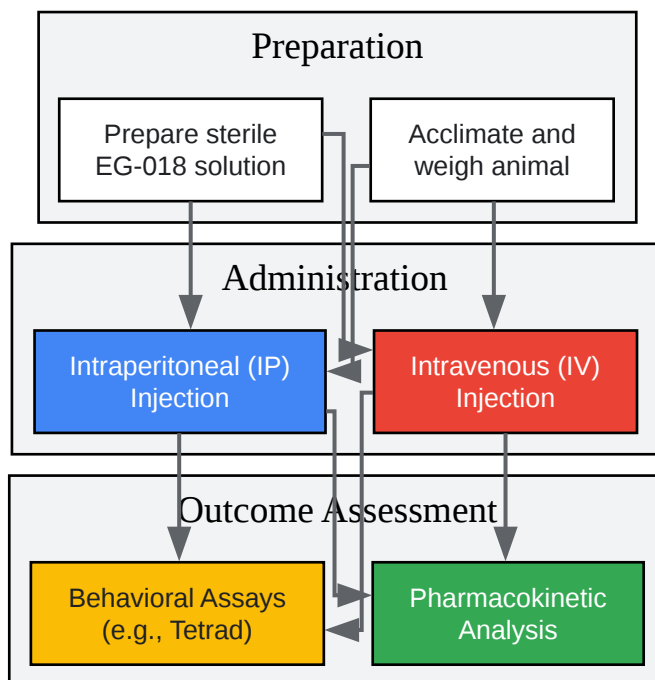 Preparation
Prepare sterile
EG-018 solution
Acclimate and
weigh animal
Administration
Intraperitoneal (IP)
Injection
Intravenous (IV)
Injection
Outcome Assessment
Behavioral Assays
(e.g., Tetrad)
Pharmacokinetic
Analysis